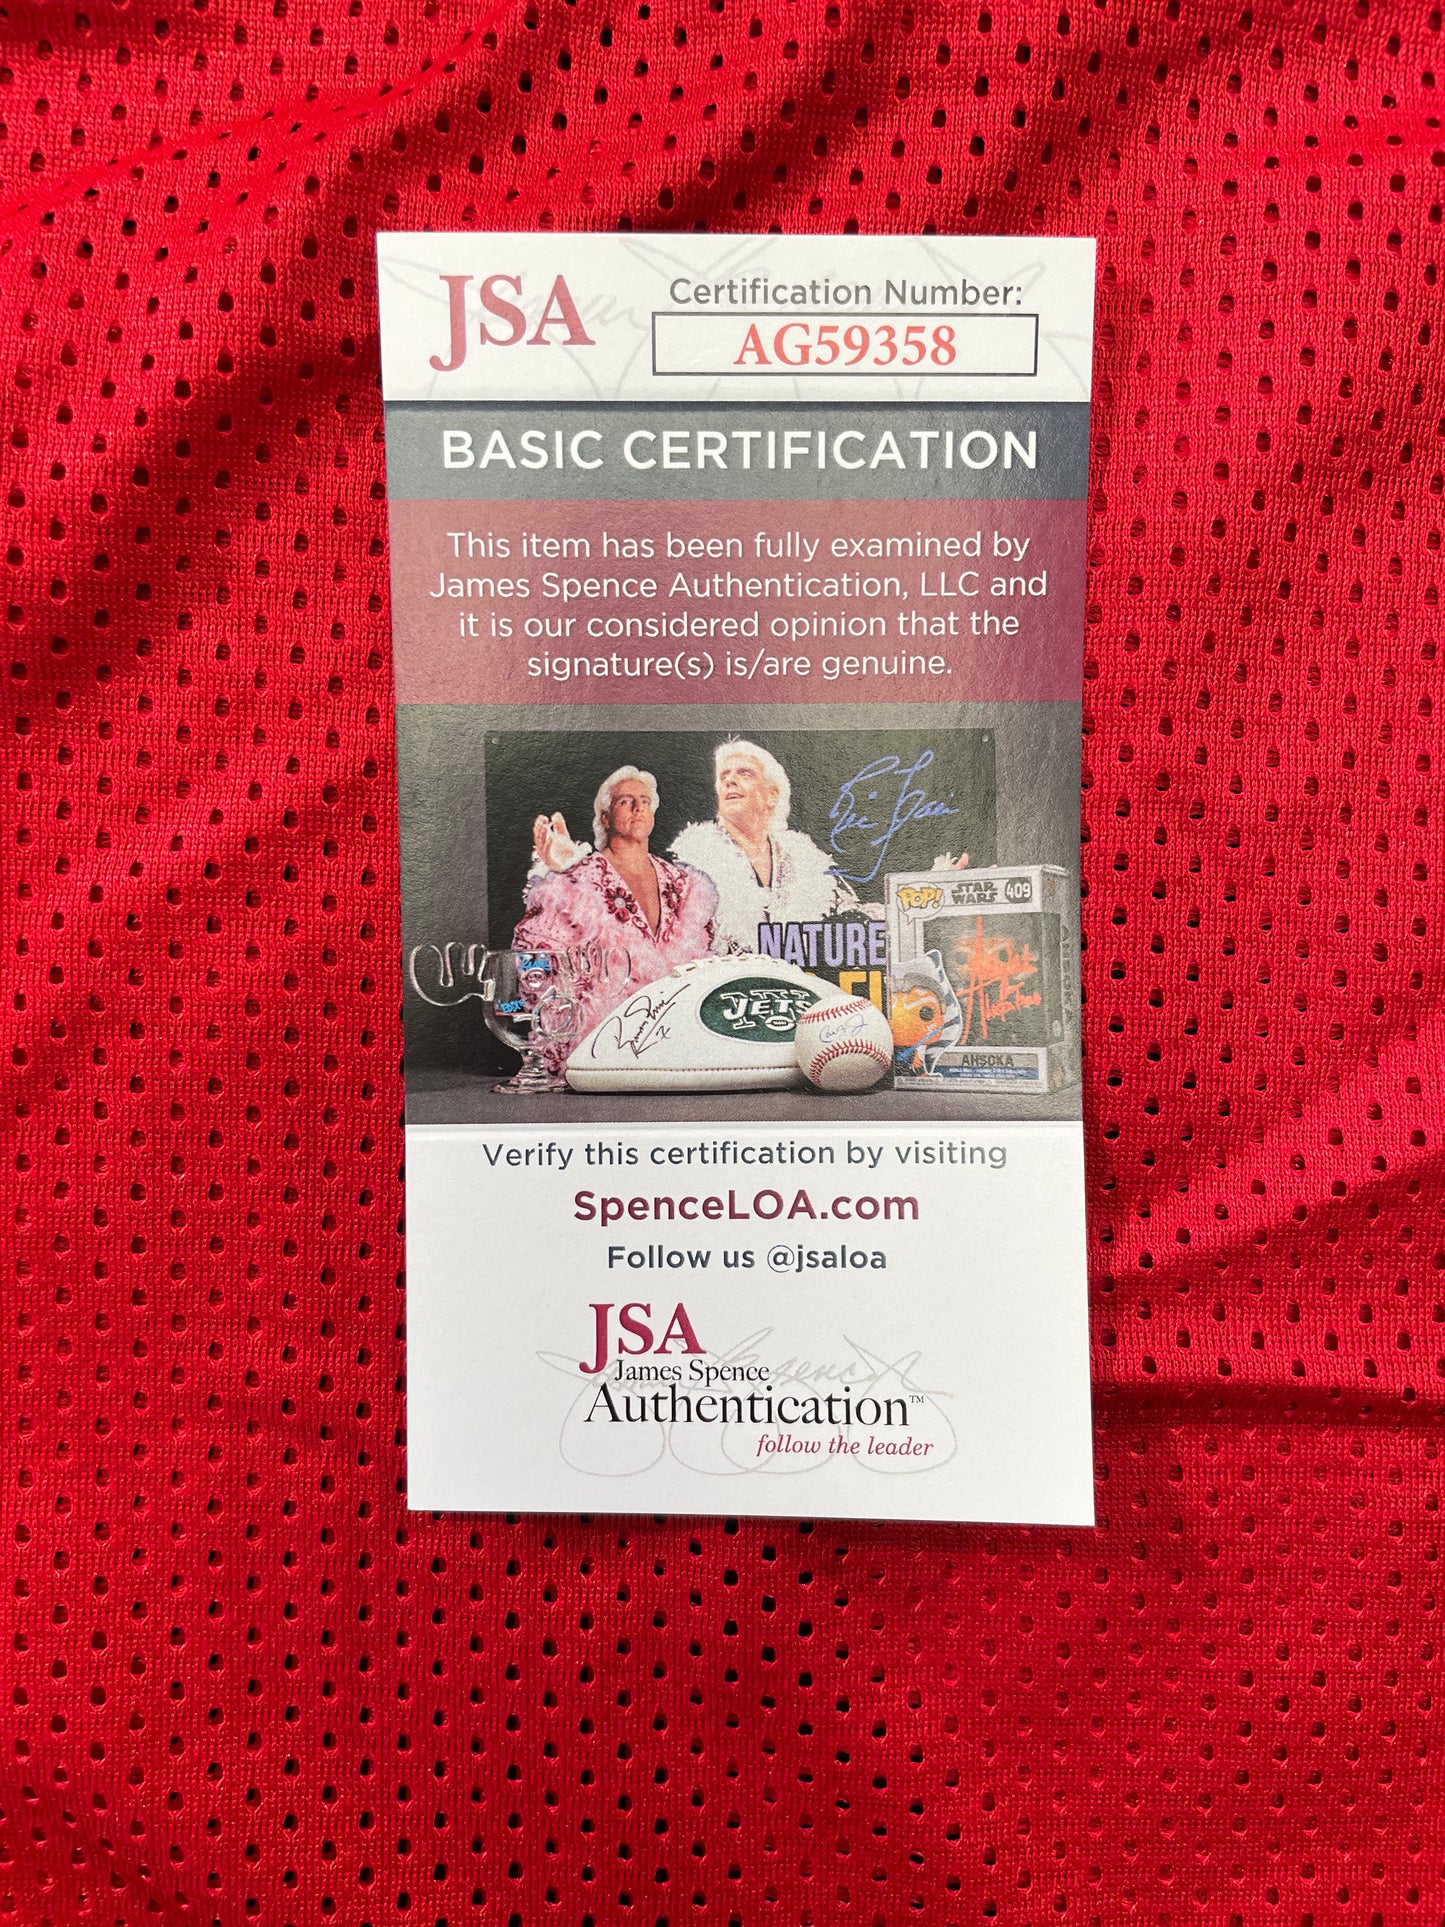 JSA
Certification Number:
AG59358
BASIC CERTIFICATION
This item has been fully examined by
James Spence Authentication, LLC and
it is our considered opinion that the
signature(s) is/are genuine.
NATURE
POP!
STAR
WARS
409
JETS
AHSOKA
Verify this certification by visiting
SpenceLOA.com
Follow us @jsaloa
JSA
James Spence
Authentication™
follow the leader